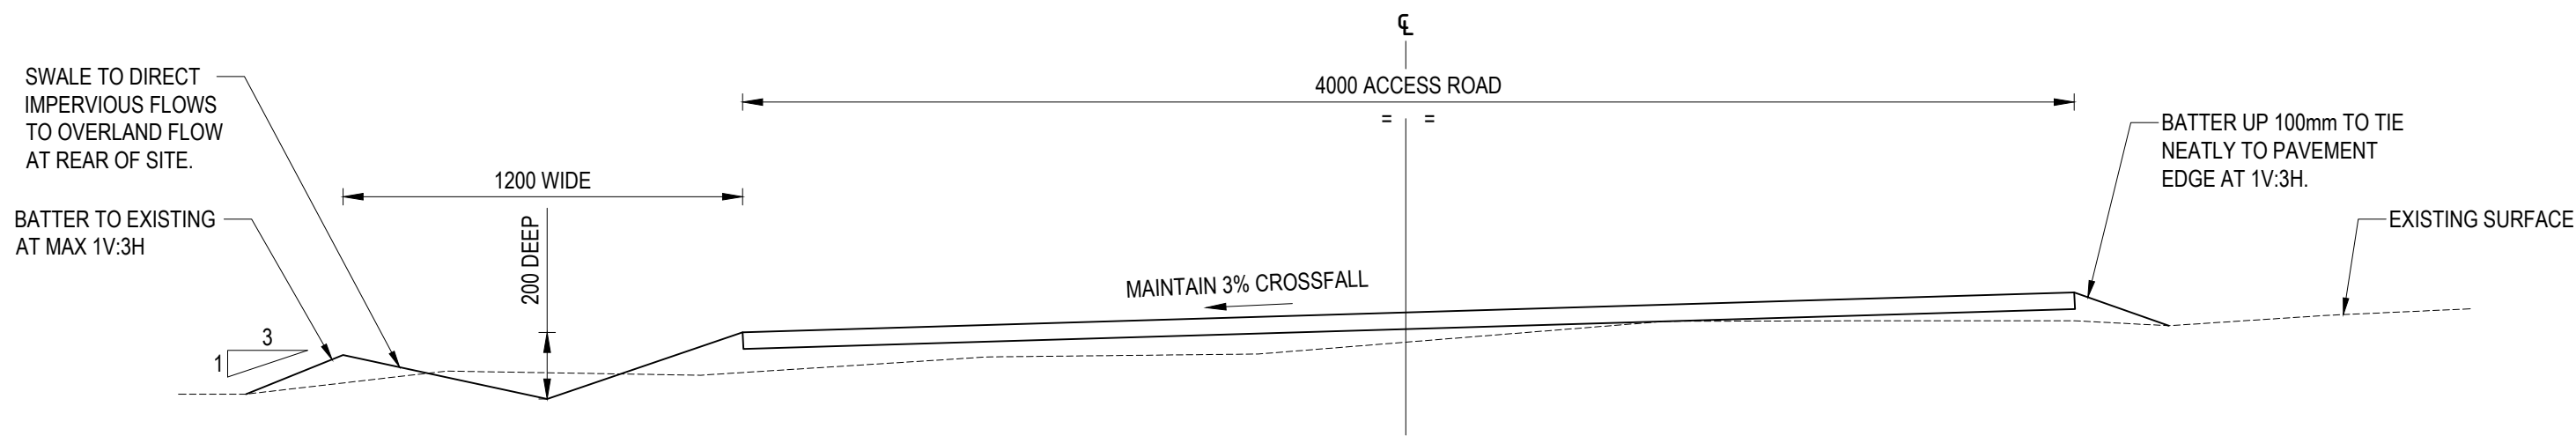 ℄
4000 ACCESS ROAD
= =
SWALE TO DIRECT
IMPERVIOUS FLOWS
TO OVERLAND FLOW
AT REAR OF SITE.
BATTER UP 100mm TO TIE
NEATLY TO PAVEMENT
EDGE AT 1V:3H.
1200 WIDE
BATTER TO EXISTING
AT MAX 1V:3H
200 DEEP
EXISTING SURFACE
MAINTAIN 3% CROSSFALL
3
1